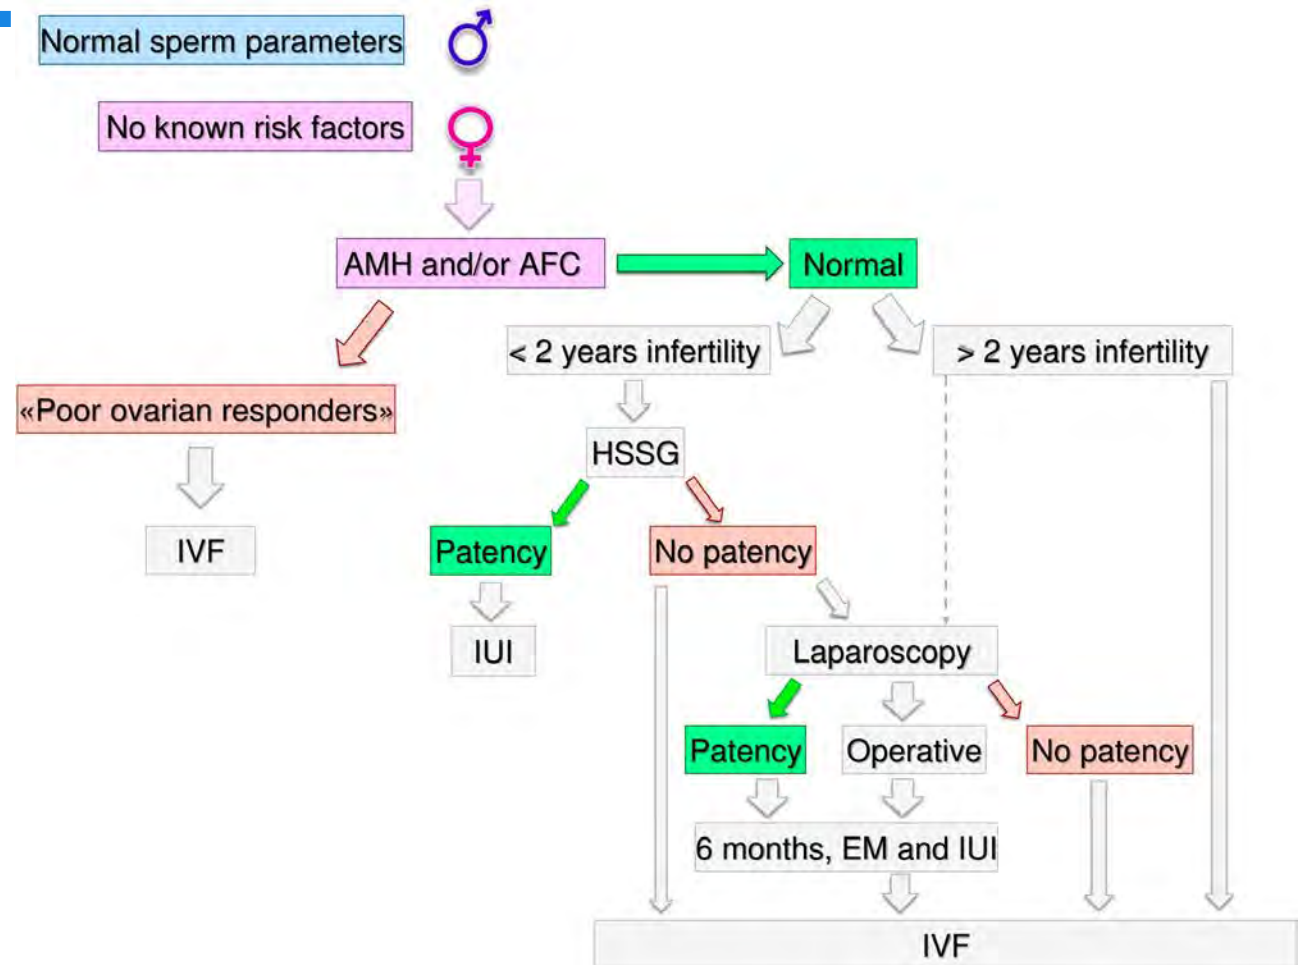 Normal sperm parameters
No known risk factors
AMH and/or AFC
Normal
< 2 years infertility
> 2 years infertility
«Poor ovarian responders»
HSSG
IVF
Patency
No patency
IUI
Laparoscopy
Patency
Operative
No patency
6 months, EM and IUI
IVF